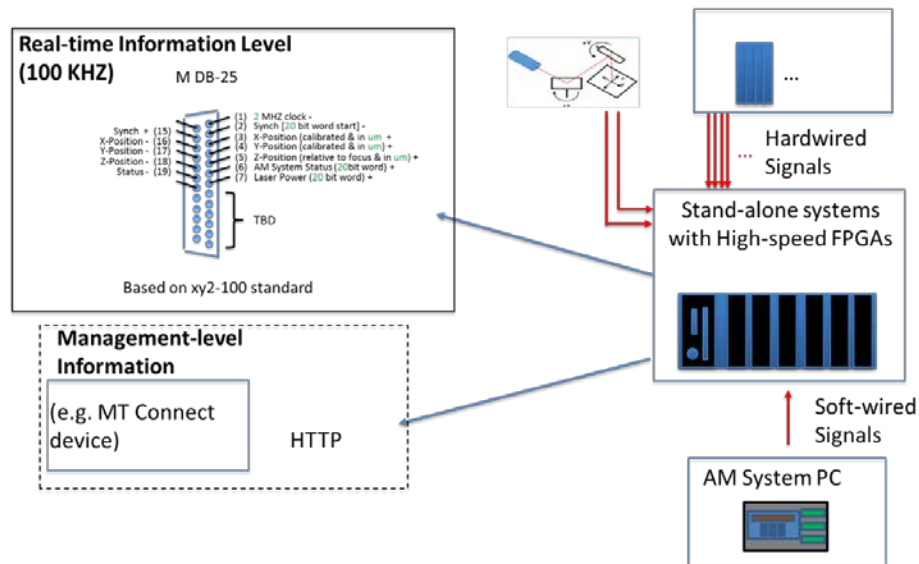 Real-time Information Level
(100 KHZ)
M DB-25
(1) 2 MHZ clock -
(2) Synch [20 bit word start] -
(3) X-Position (calibrated & in um) +
(4) Y-Position (calibrated & in um) +
(5) Z-Position (relative to focus & in um) +
(6) AM System Status (20bit word) +
(7) Laser Power (20 bit word) +
Synch + (15)
X-Position - (16)
Y-Position - (17)
Z-Position - (18)
Status - (19)
TBD
Based on xy2-100 standard
...
... Hardwired
Signals
Stand-alone systems
with High-speed FPGAs
Management-level
Information
(e.g. MT Connect
device)
HTTP
Soft-wired
Signals
AM System PC